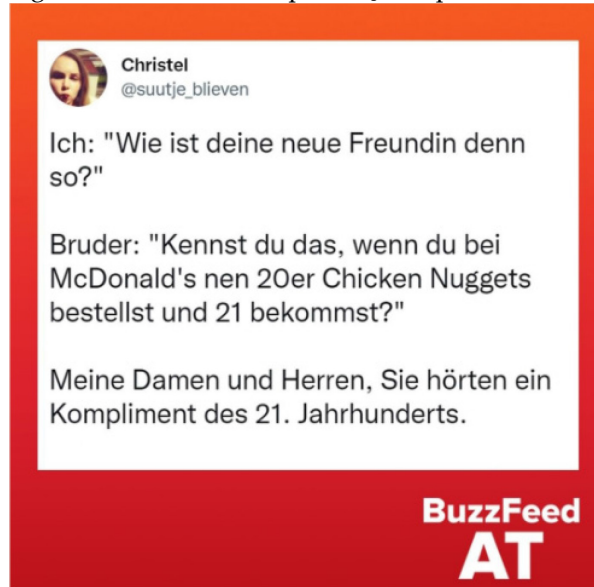 Christel
@suutje_blieven
Ich: "Wie ist deine neue Freundin denn
so?"
Bruder: "Kennst du das, wenn du bei
McDonald's nen 20er Chicken Nuggets
bestellst und 21 bekommst?"
Meine Damen und Herren, Sie hörten ein
Kompliment des 21. Jahrhunderts.
BuzzFeed
AT